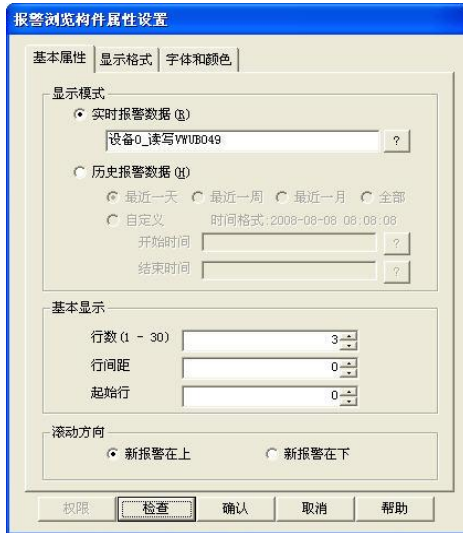 报警浏览构件属性设置
基本属性 显示格式 字体和颜色
显示模式
实时报警数据(R)
设备0_读写VWUB049 ?
历史报警数据(H)
最近一天 最近一周 最近一月 全部
自定义 时间格式:2008-08-08 08:08:08
开始时间 ?
结束时间 ?
基本显示
行数(1 - 30) 3
行间距 0
起始行 0
滚动方向
新报警在上 新报警在下
权限 检查 确认 取消 帮助